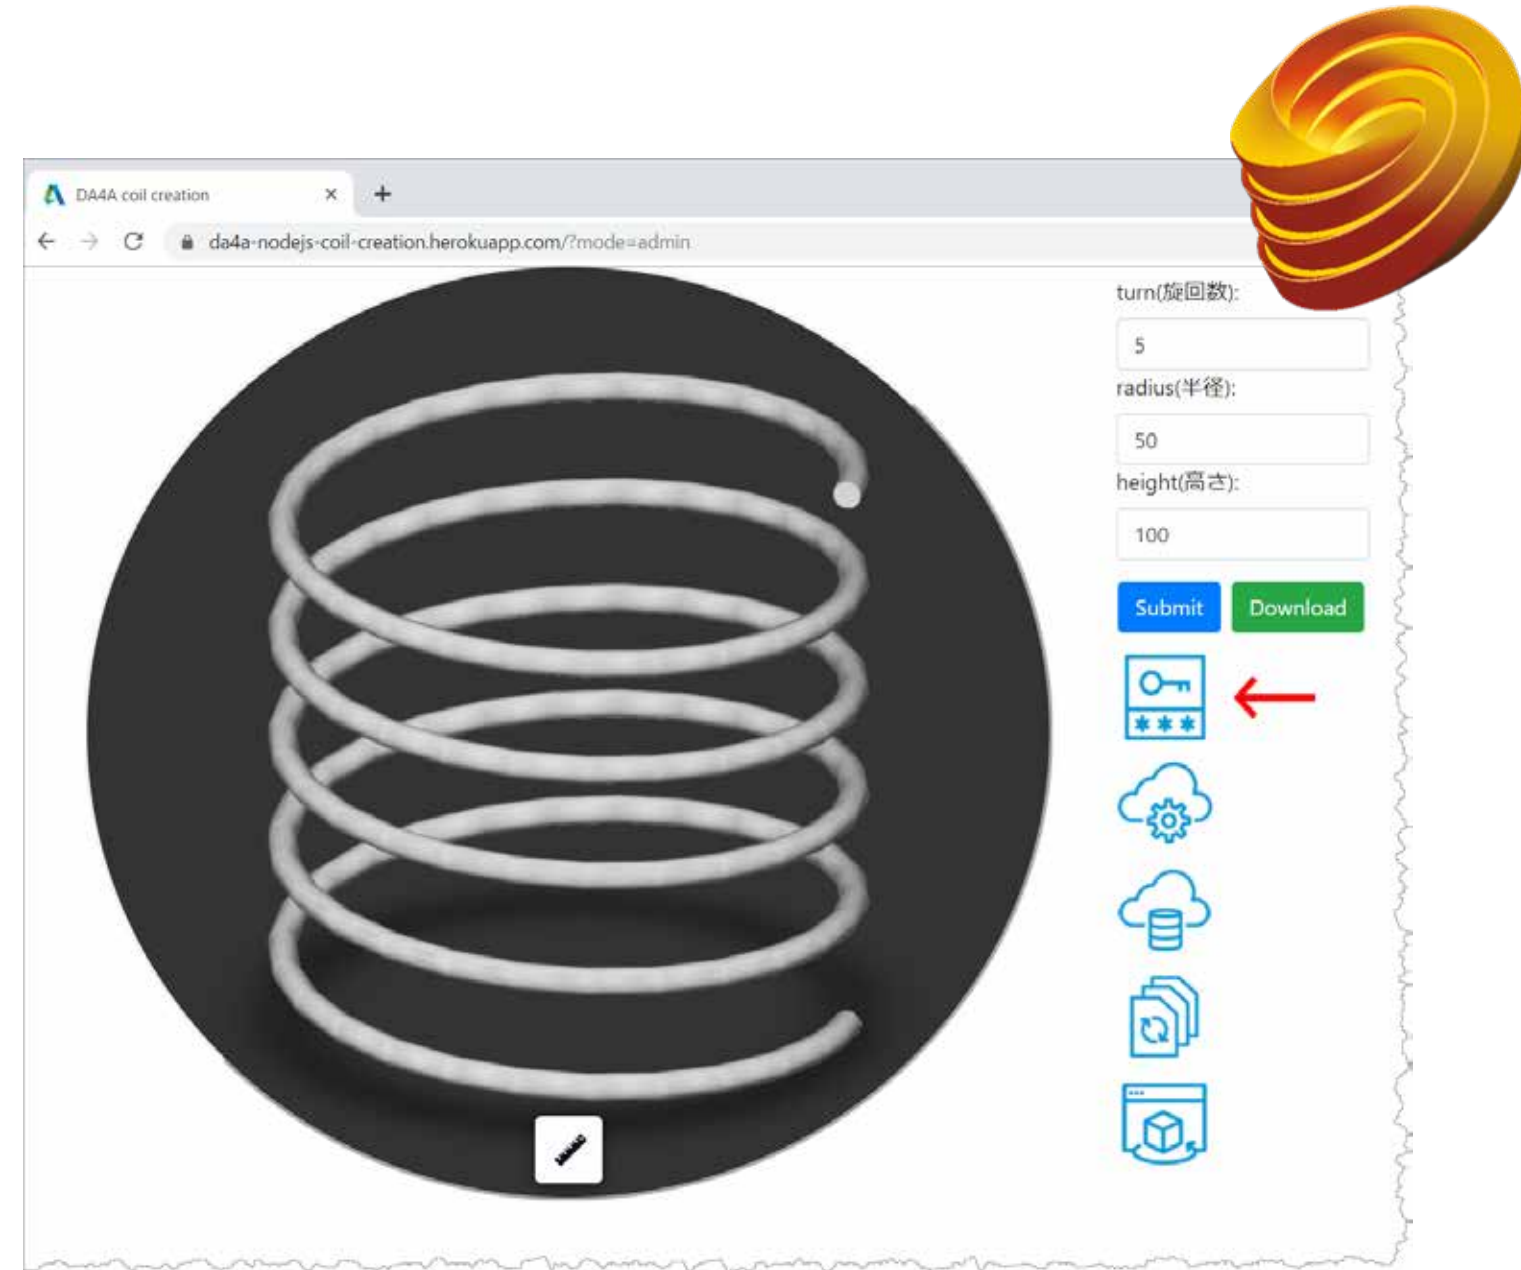 DA4A coil creation
da4a-nodejs-coil-creation.herokuapp.com/?mode=admin
turn(旋回数):
5
radius(半径):
50
height(高さ):
100
Submit
Download
***